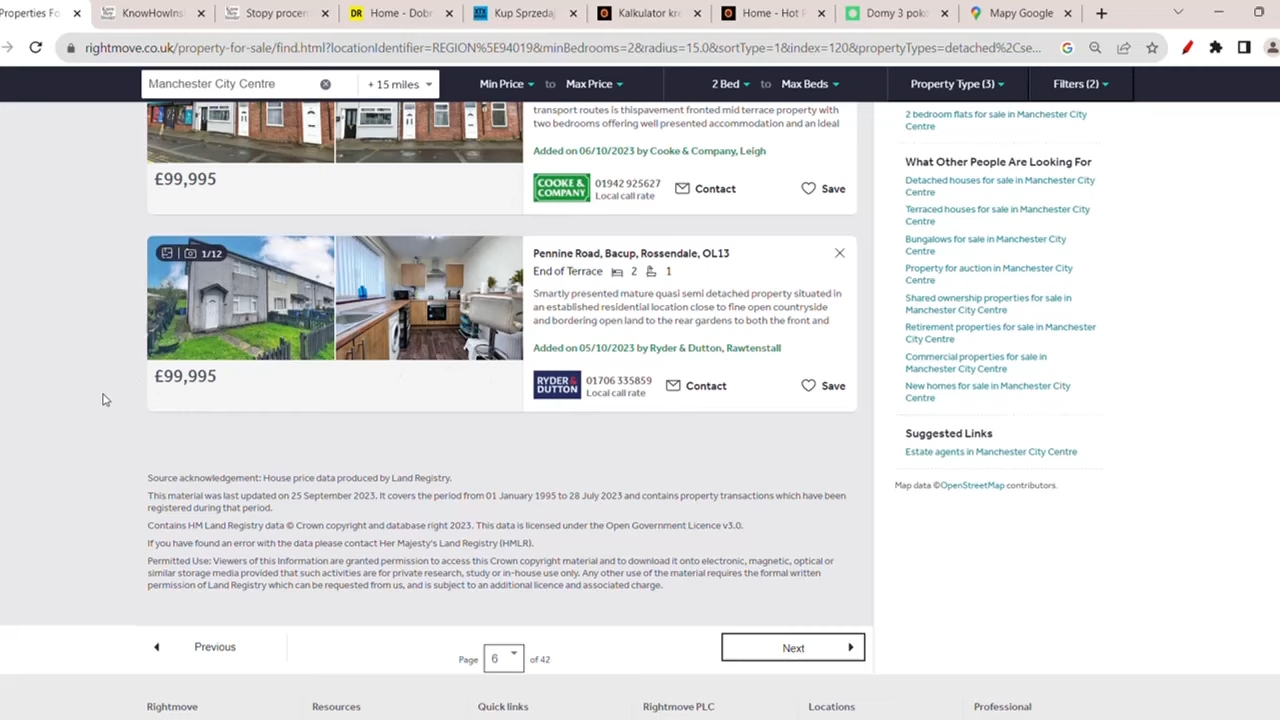 Properties Fo
KnowHowIns
Stopy procen
DR Home - Dobr
Kup Sprzedaj
Kalkulator kre
Home - Hot P
Domy 3 poko
Mapy Google
rightmove.co.uk/property-for-sale/find.html?locationIdentifier=REGION%5E94019&minBedrooms=2&radius=15.0&sortType=1&index=120&propertyTypes=detached%2Cse...
Manchester City Centre
+ 15 miles
Min Price to Max Price
2 Bed to Max Beds
Property Type (3)
Filters (2)
transport routes is thispavement fronted mid terrace property with
two bedrooms offering well presented accommodation and an ideal
Added on 06/10/2023 by Cooke & Company, Leigh
£99,995
COOKE & COMPANY
01942 925627
Local call rate
Contact
Save
1/12
Pennine Road, Bacup, Rossendale, OL13
End of Terrace 2 1
Smartly presented mature quasi semi detached property situated in
an established residential location close to fine open countryside
and bordering open land to the rear gardens to both the front and
Added on 05/10/2023 by Ryder & Dutton, Rawtenstall
£99,995
RYDER & DUTTON
01706 335859
Local call rate
Contact
Save
Source acknowledgement: House price data produced by Land Registry.
This material was last updated on 25 September 2023. It covers the period from 01 January 1995 to 28 July 2023 and contains property transactions which have been
registered during that period.
Contains HM Land Registry data © Crown copyright and database right 2023. This data is licensed under the Open Government Licence v3.0.
If you have found an error with the data please contact Her Majesty's Land Registry (HMLR).
Permitted Use: Viewers of this Information are granted permission to access this Crown copyright material and to download it onto electronic, magnetic, optical or
similar storage media provided that such activities are for private research, study or in-house use only. Any other use of the material requires the formal written
permission of Land Registry which can be requested from us, and is subject to an additional licence and associated charge.
Previous
Page 6 of 42
Next
2 bedroom flats for sale in Manchester City
Centre
What Other People Are Looking For
Detached houses for sale in Manchester City
Centre
Terraced houses for sale in Manchester City
Centre
Bungalows for sale in Manchester City
Centre
Property for auction in Manchester City
Centre
Shared ownership properties for sale in
Manchester City Centre
Retirement properties for sale in Manchester
City Centre
Commercial properties for sale in
Manchester City Centre
New homes for sale in Manchester City
Centre
Suggested Links
Estate agents in Manchester City Centre
Map data ©OpenStreetMap contributors.
Rightmove
Resources
Quick links
Rightmove PLC
Locations
Professional